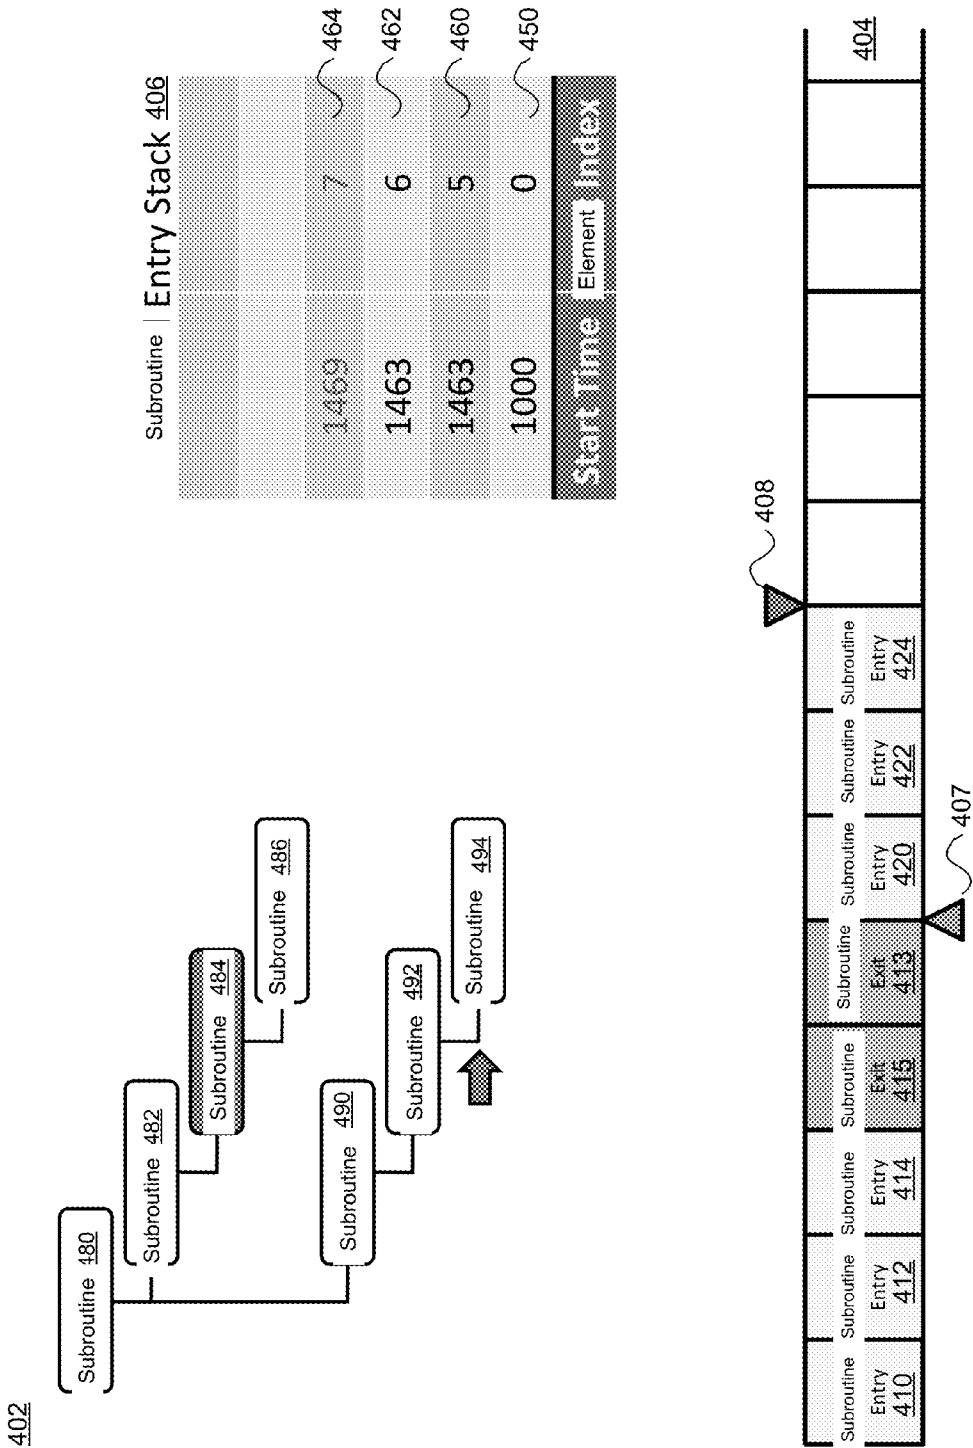 402
Subroutine 480
Subroutine 482
Subroutine 484
Subroutine 486
Subroutine 490
Subroutine 492
Subroutine 494
Subroutine Entry Stack 406
1469 7 464
1463 6 462
1463 5 460
1000 0 450
Start Time Element Index
408
Subroutine Entry 410
Subroutine Entry 412
Subroutine Entry 414
Subroutine Exit 415
Subroutine Exit 413
Subroutine Entry 420
Subroutine Entry 422
Subroutine Entry 424
404
407